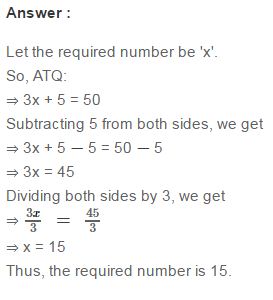 Answer :
Let the required number be 'x'.
So, ATQ:
⇒ 3x + 5 = 50
Subtracting 5 from both sides, we get
⇒ 3x + 5 − 5 = 50 − 5
⇒ 3x = 45
Dividing both sides by 3, we get
⇒ 3x/3 = 45/3
⇒ x = 15
Thus, the required number is 15.